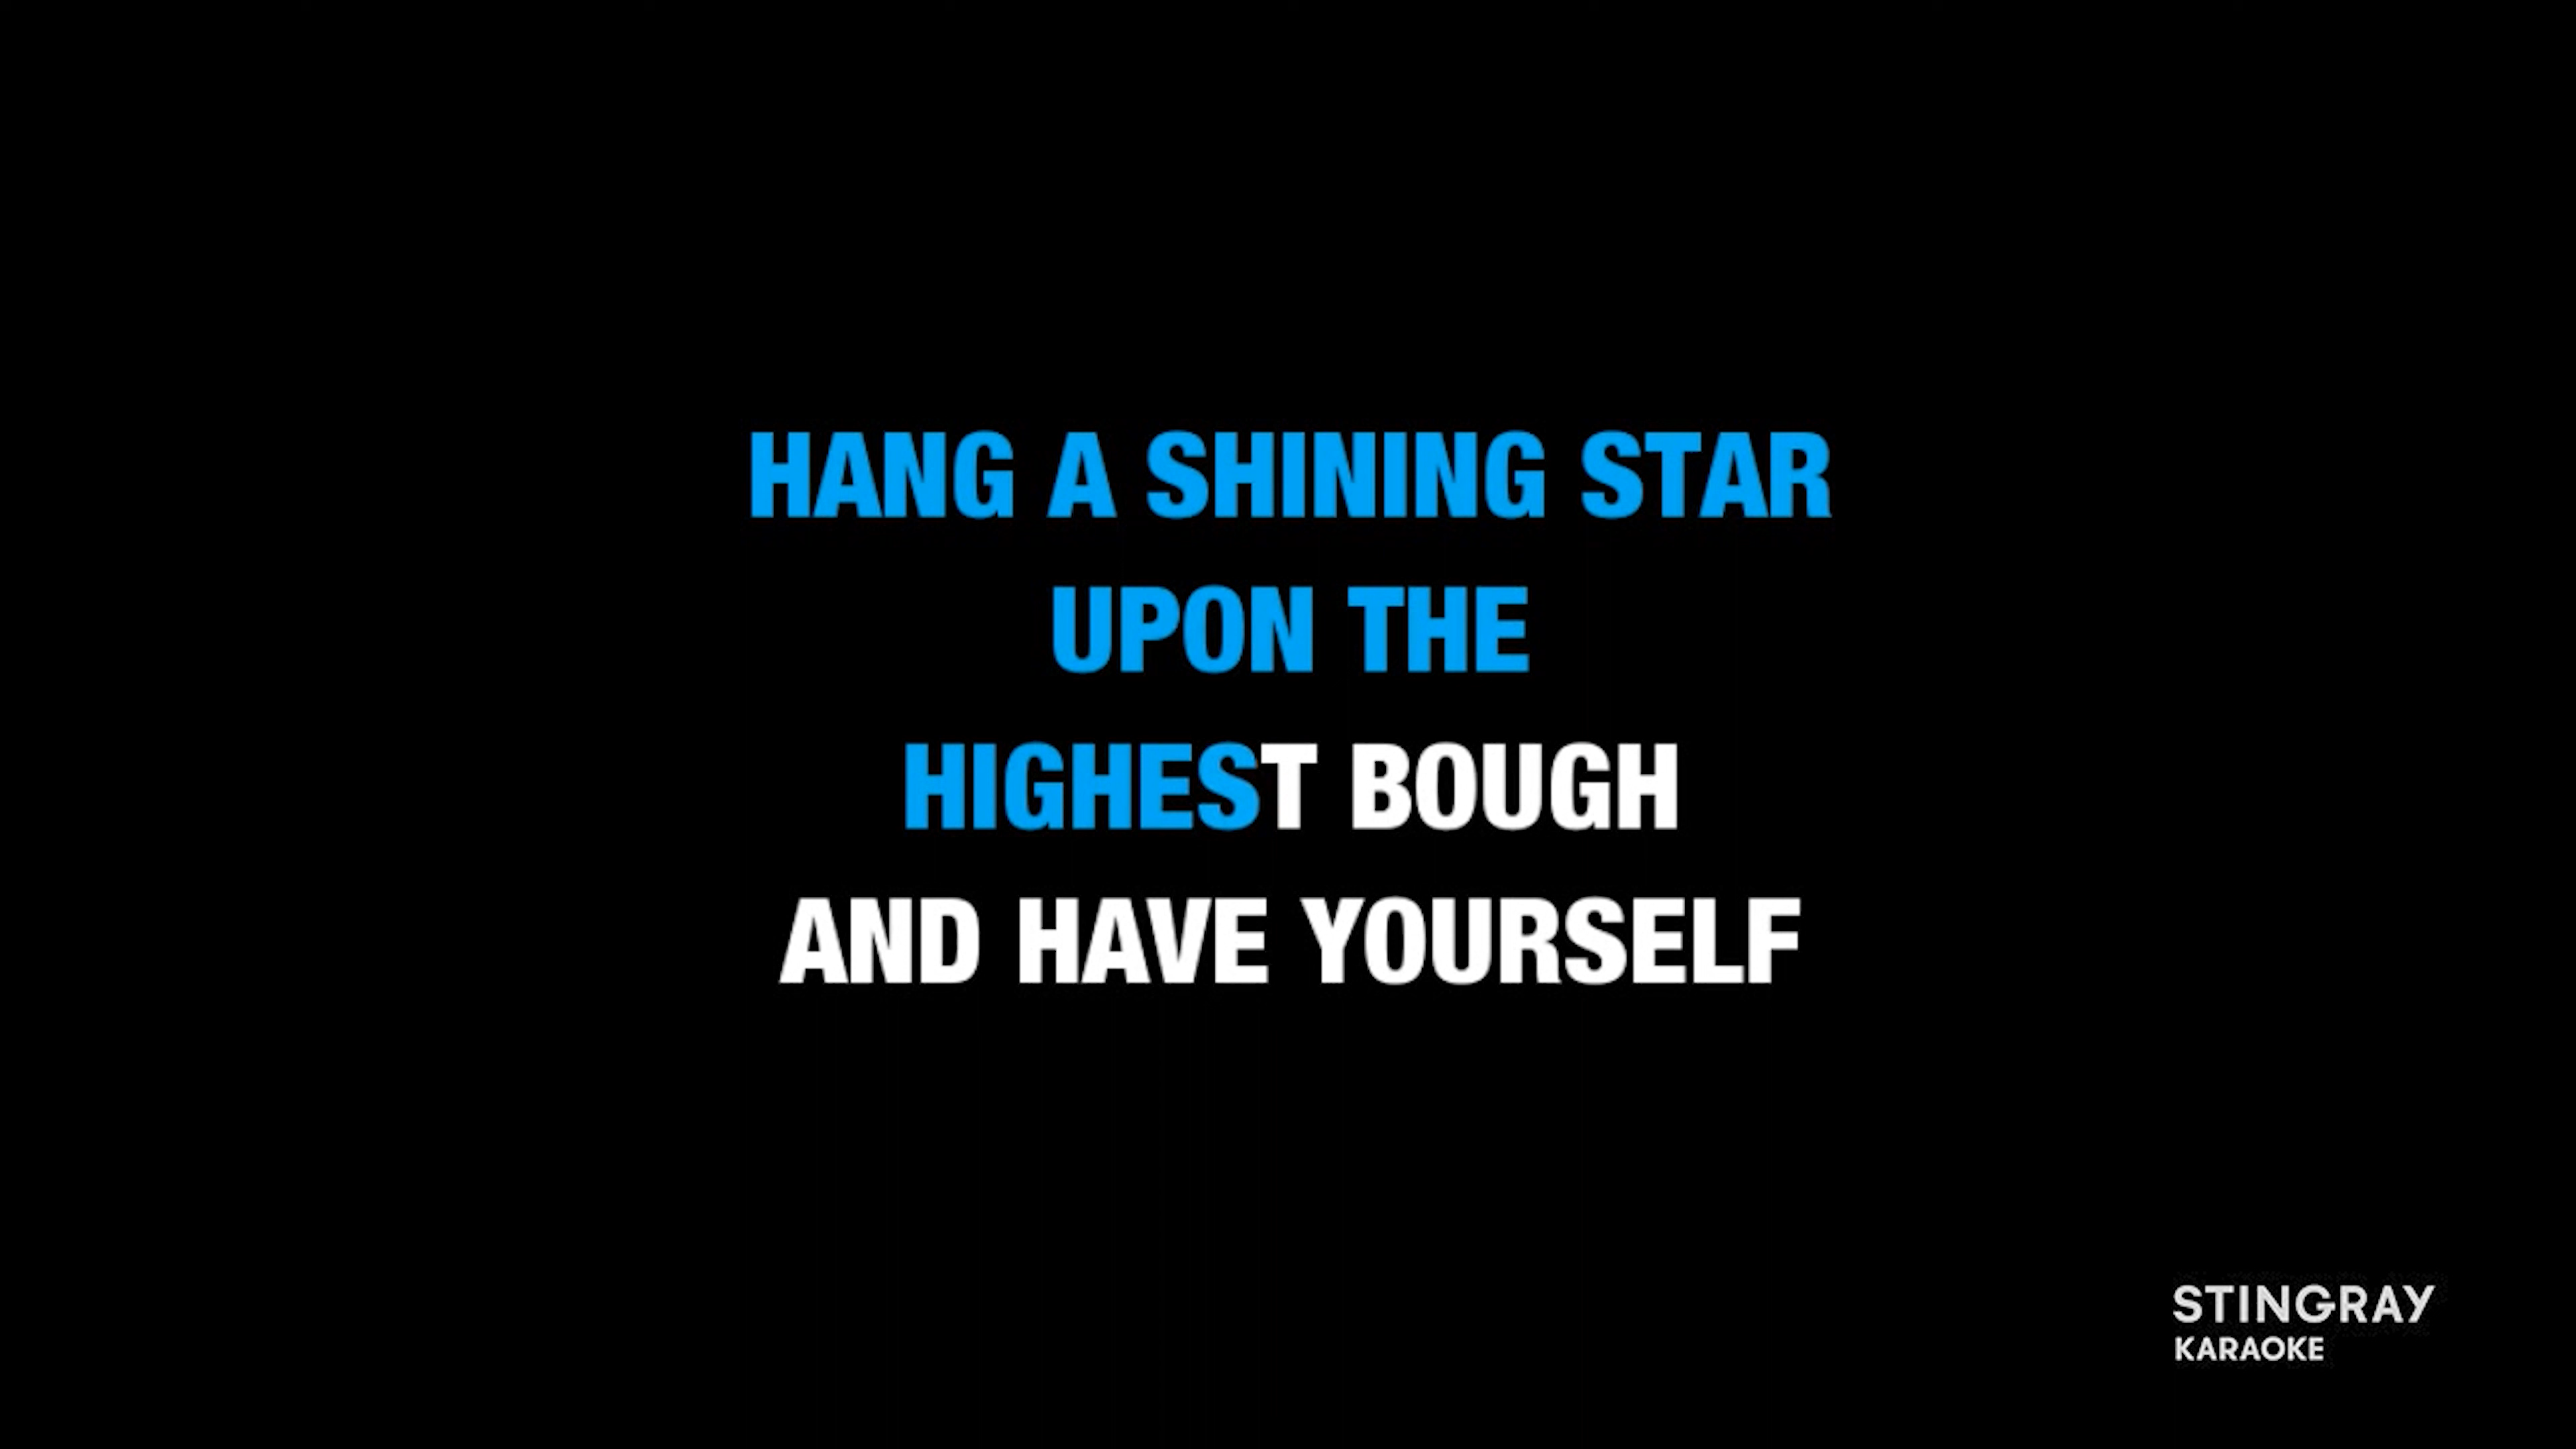 HANG A SHINING STAR
UPON THE
HIGHEST BOUGH
AND HAVE YOURSELF
STINGRAY
KARAOKE